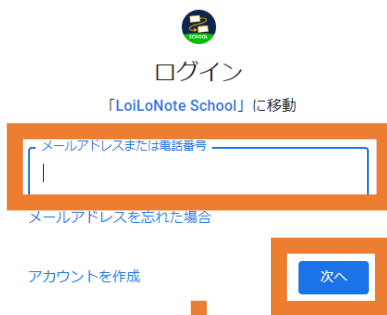 SCHOOL
ログイン
「LoiLoNote School」に移動
メールアドレスまたは電話番号
メールアドレスを忘れた場合
アカウントを作成
次へ